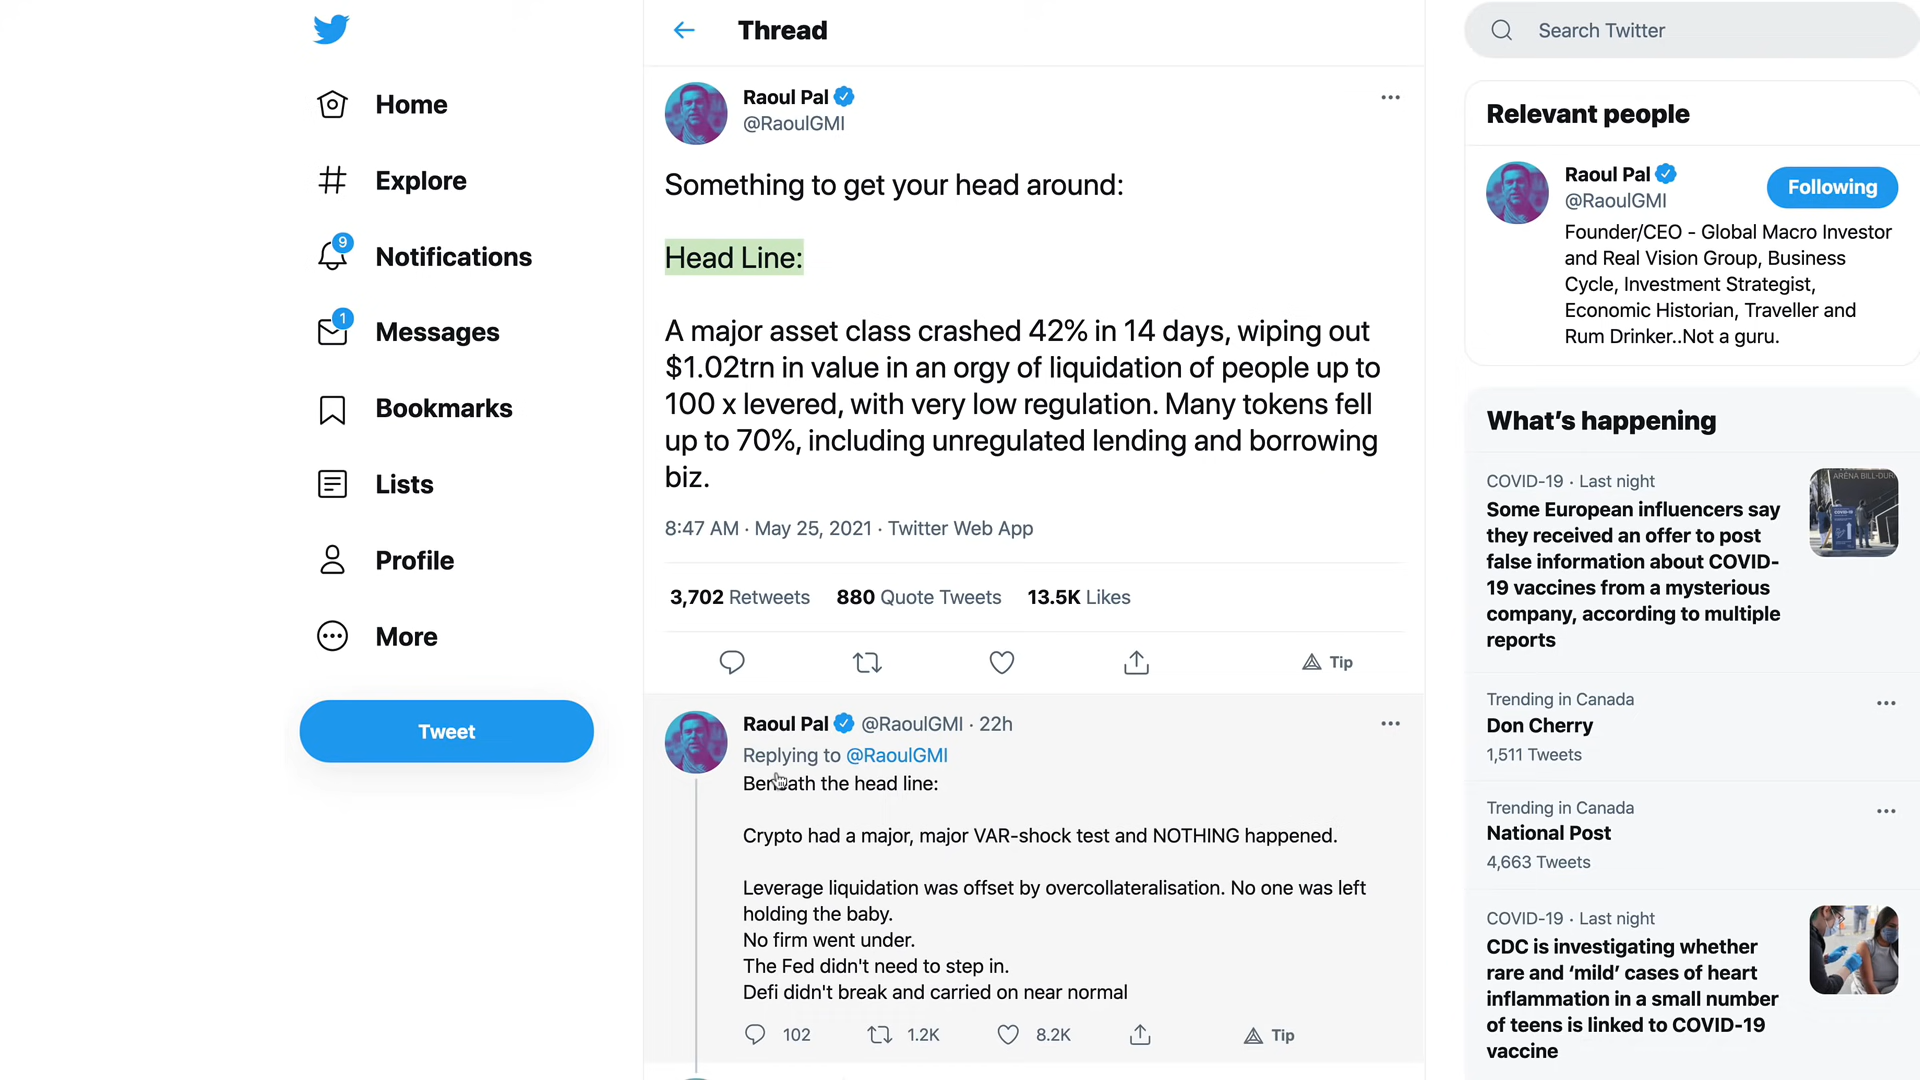 Home
Explore
9
Notifications
1
Messages
Bookmarks
Lists
Profile
More
Tweet
Thread
Raoul Pal
@RaoulGMI
Something to get your head around:
Head Line:
A major asset class crashed 42% in 14 days, wiping out
$1.02trn in value in an orgy of liquidation of people up to
100 x levered, with very low regulation. Many tokens fell
up to 70%, including unregulated lending and borrowing
biz.
8:47 AM · May 25, 2021 · Twitter Web App
3,702 Retweets 880 Quote Tweets 13.5K Likes
Tip
Raoul Pal @RaoulGMI · 22h
Replying to @RaoulGMI
Beneath the head line:
Crypto had a major, major VAR-shock test and NOTHING happened.
Leverage liquidation was offset by overcollateralisation. No one was left
holding the baby.
No firm went under.
The Fed didn't need to step in.
Defi didn't break and carried on near normal
102 1.2K 8.2K Tip
Search Twitter
Relevant people
Raoul Pal
@RaoulGMI
Following
Founder/CEO - Global Macro Investor
and Real Vision Group, Business
Cycle, Investment Strategist,
Economic Historian, Traveller and
Rum Drinker..Not a guru.
What's happening
COVID-19 · Last night
Some European influencers say
they received an offer to post
false information about COVID-
19 vaccines from a mysterious
company, according to multiple
reports
Trending in Canada
Don Cherry
1,511 Tweets
Trending in Canada
National Post
4,663 Tweets
COVID-19 · Last night
CDC is investigating whether
rare and 'mild' cases of heart
inflammation in a small number
of teens is linked to COVID-19
vaccine